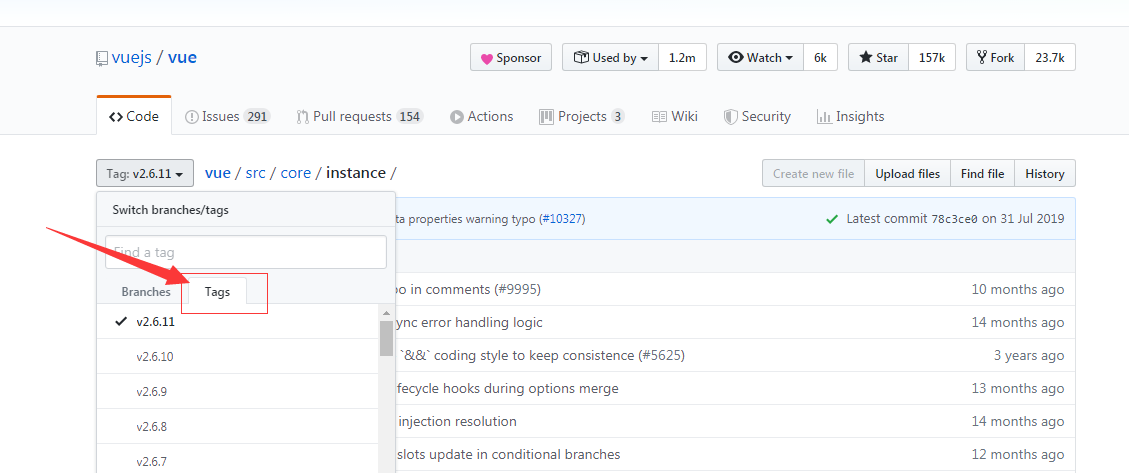 vuejs / vue
Sponsor Used by 1.2m Watch 6k Star 157k Fork 23.7k
Code Issues 291 Pull requests 154 Actions Projects 3 Wiki Security Insights
Tag: v2.6.11 vue / src / core / instance / Create new file Upload files Find file History
Switch branches/tags
ta properties warning typo (#10327) Latest commit 78c3ce0 on 31 Jul 2019
Find a tag
Branches Tags
o in comments (#9995) 10 months ago
v2.6.11
ync error handling logic 14 months ago
v2.6.10
`&&` coding style to keep consistence (#5625) 3 years ago
v2.6.9
fecycle hooks during options merge 13 months ago
v2.6.8
injection resolution 14 months ago
v2.6.7
slots update in conditional branches 12 months ago